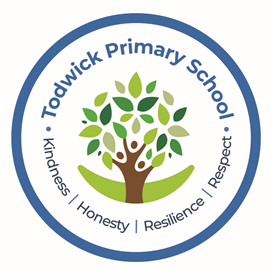 • Todwick Primary School •
Kindness | Honesty | Resilience | Respect